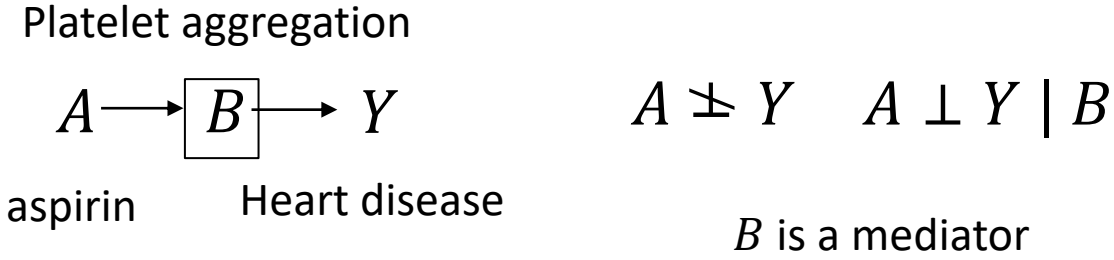 Platelet aggregation
A B Y
aspirin Heart disease
A ⊥̸ Y A ⊥ Y | B
B is a mediator